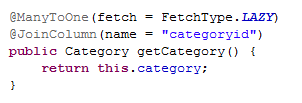 @ManyToOne(fetch = FetchType.LAZY)
@JoinColumn(name = "categoryid")
public Category getCategory() {
    return this.category;
}